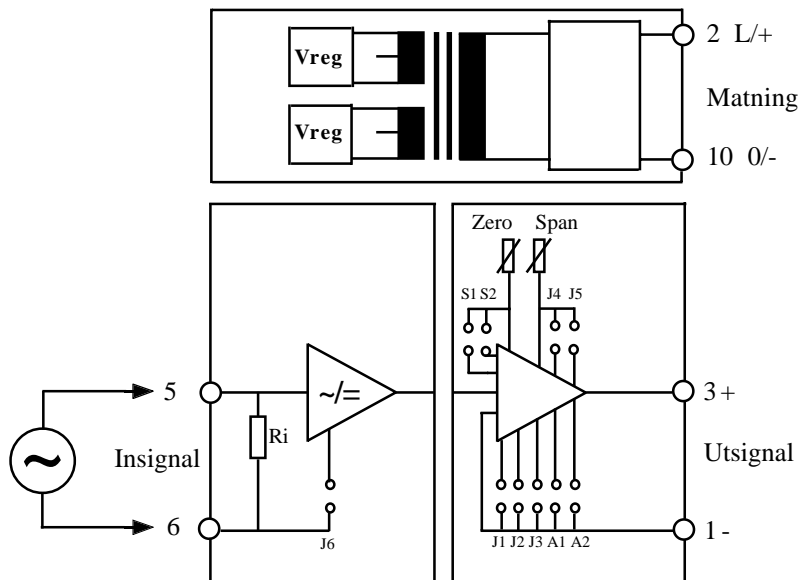 2 L/+
Vreg
Matning
Vreg
10 0/-
Zero Span
S1 S2 J4 J5
5
~/=
3 +
Ri
Insignal
Utsignal
~
6
J6
J1 J2 J3 A1 A2
1 -